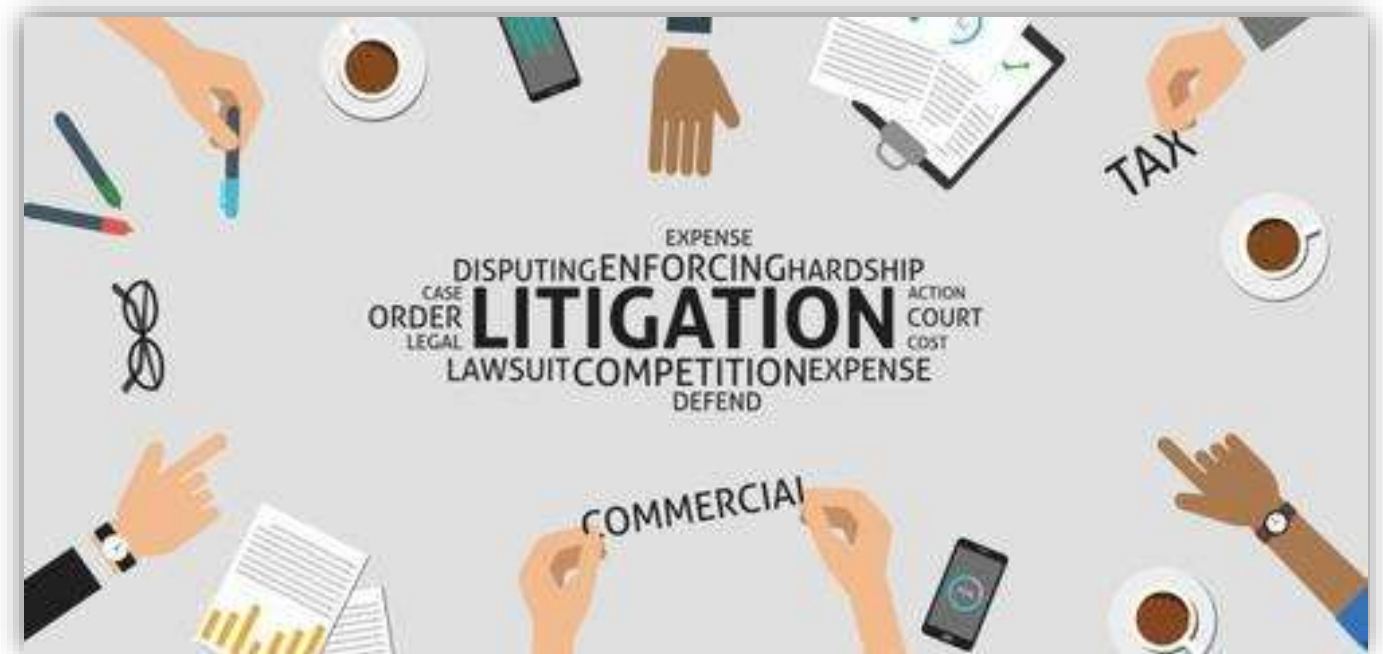 TAX
EXPENSE
DISPUTING ENFORCING HARDSHIP
CASE
ORDER
LEGAL
LITIGATION
ACTION
COURT
COST
LAWSUIT COMPETITION EXPENSE
DEFEND
COMMERCIAL